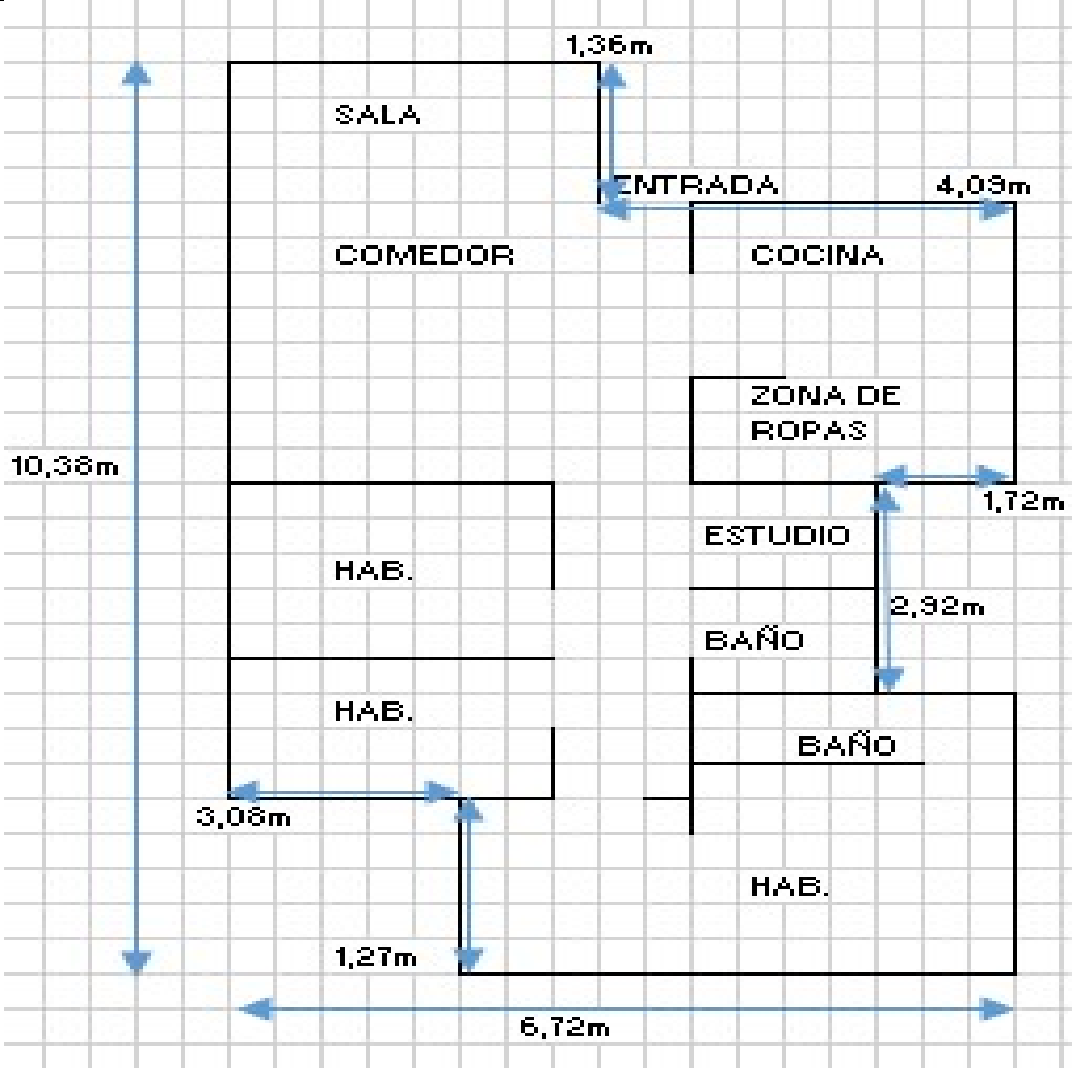 1,36m
SALA
ENTRADA
4,09m
COMEDOR
COCINA
ZONA DE
ROPAS
10,38m
1,72m
ESTUDIO
HAB.
2,92m
BAÑO
HAB.
BAÑO
3,08m
HAB.
1,27m
6,72m